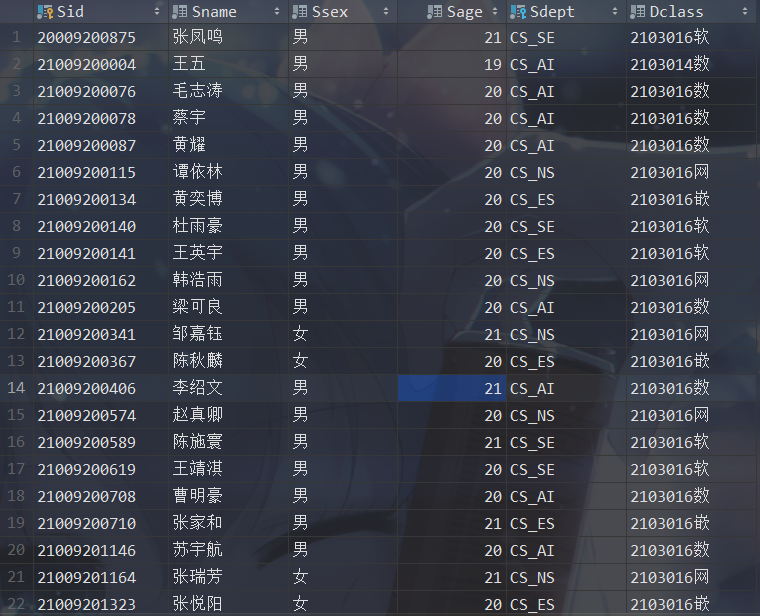 Sid Sname Ssex Sage Sdept Dclass
1 20009200875 张凤鸣 男 21 CS_SE 2103016软
2 21009200004 王五 男 19 CS_AI 2103014数
3 21009200076 毛志涛 男 20 CS_AI 2103016数
4 21009200078 蔡宇 男 20 CS_AI 2103016数
5 21009200087 黄耀 男 20 CS_AI 2103016数
6 21009200115 谭依林 男 20 CS_NS 2103016网
7 21009200134 黄奕博 男 20 CS_ES 2103016嵌
8 21009200140 杜雨豪 男 20 CS_SE 2103016软
9 21009200141 王英宇 男 20 CS_ES 2103016软
10 21009200162 韩浩雨 男 20 CS_NS 2103016网
11 21009200205 梁可良 男 20 CS_AI 2103016数
12 21009200341 邹嘉钰 女 21 CS_NS 2103016网
13 21009200367 陈秋麟 女 20 CS_ES 2103016嵌
14 21009200406 李绍文 男 21 CS_AI 2103016数
15 21009200574 赵真卿 男 20 CS_NS 2103016网
16 21009200589 陈施寰 男 21 CS_SE 2103016软
17 21009200619 王靖淇 男 20 CS_SE 2103016软
18 21009200708 曹明豪 男 20 CS_AI 2103016数
19 21009200710 张家和 男 21 CS_ES 2103016嵌
20 21009201146 苏宇航 男 20 CS_AI 2103016数
21 21009201164 张瑞芳 女 21 CS_NS 2103016网
22 21009201323 张悦阳 女 20 CS_ES 2103016嵌